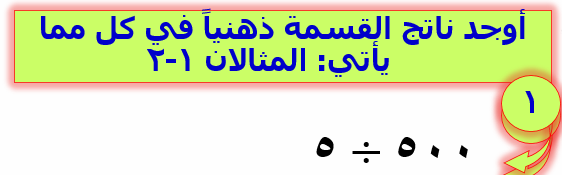 أوجد ناتج القسمة ذهنياً في كل مما
يأتي: المثالان ١-٢
١
٥٠٠ ÷ ٥